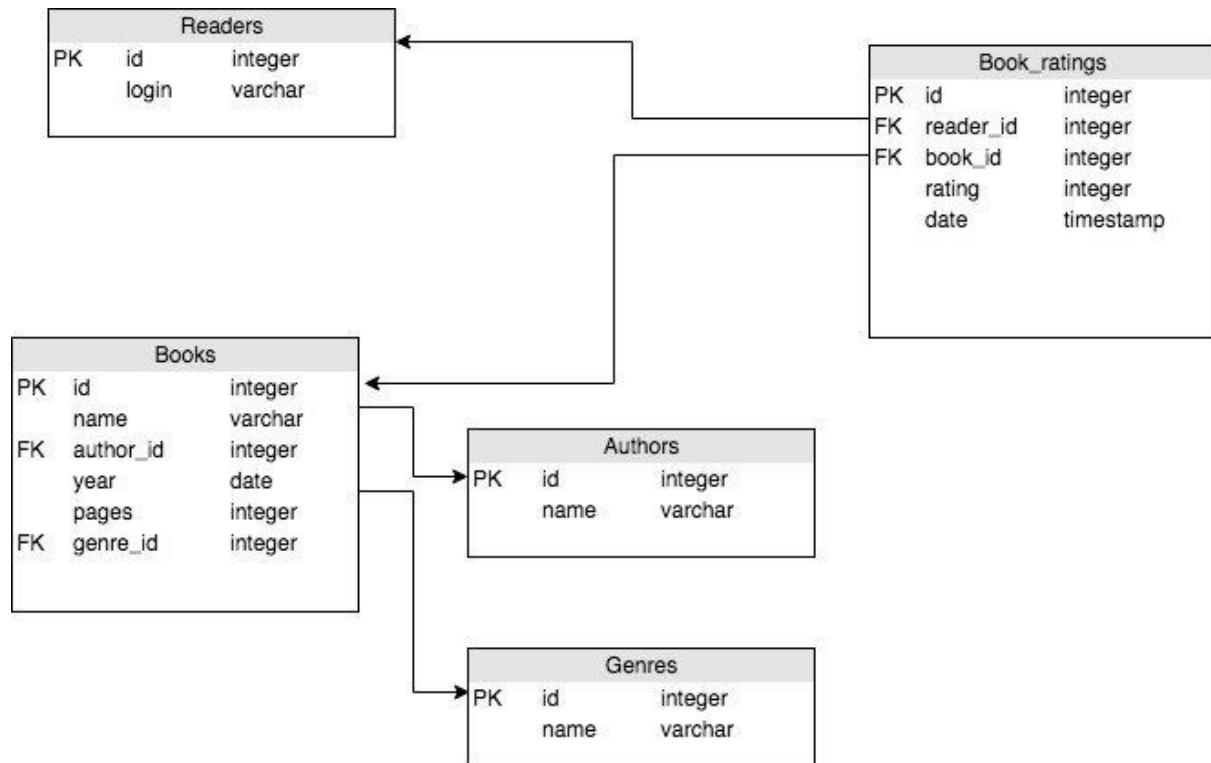 Readers
PK id integer
login varchar
Book_ratings
PK id integer
FK reader_id integer
FK book_id integer
rating integer
date timestamp
Books
PK id integer
name varchar
FK author_id integer
year date
pages integer
FK genre_id integer
Authors
PK id integer
name varchar
Genres
PK id integer
name varchar